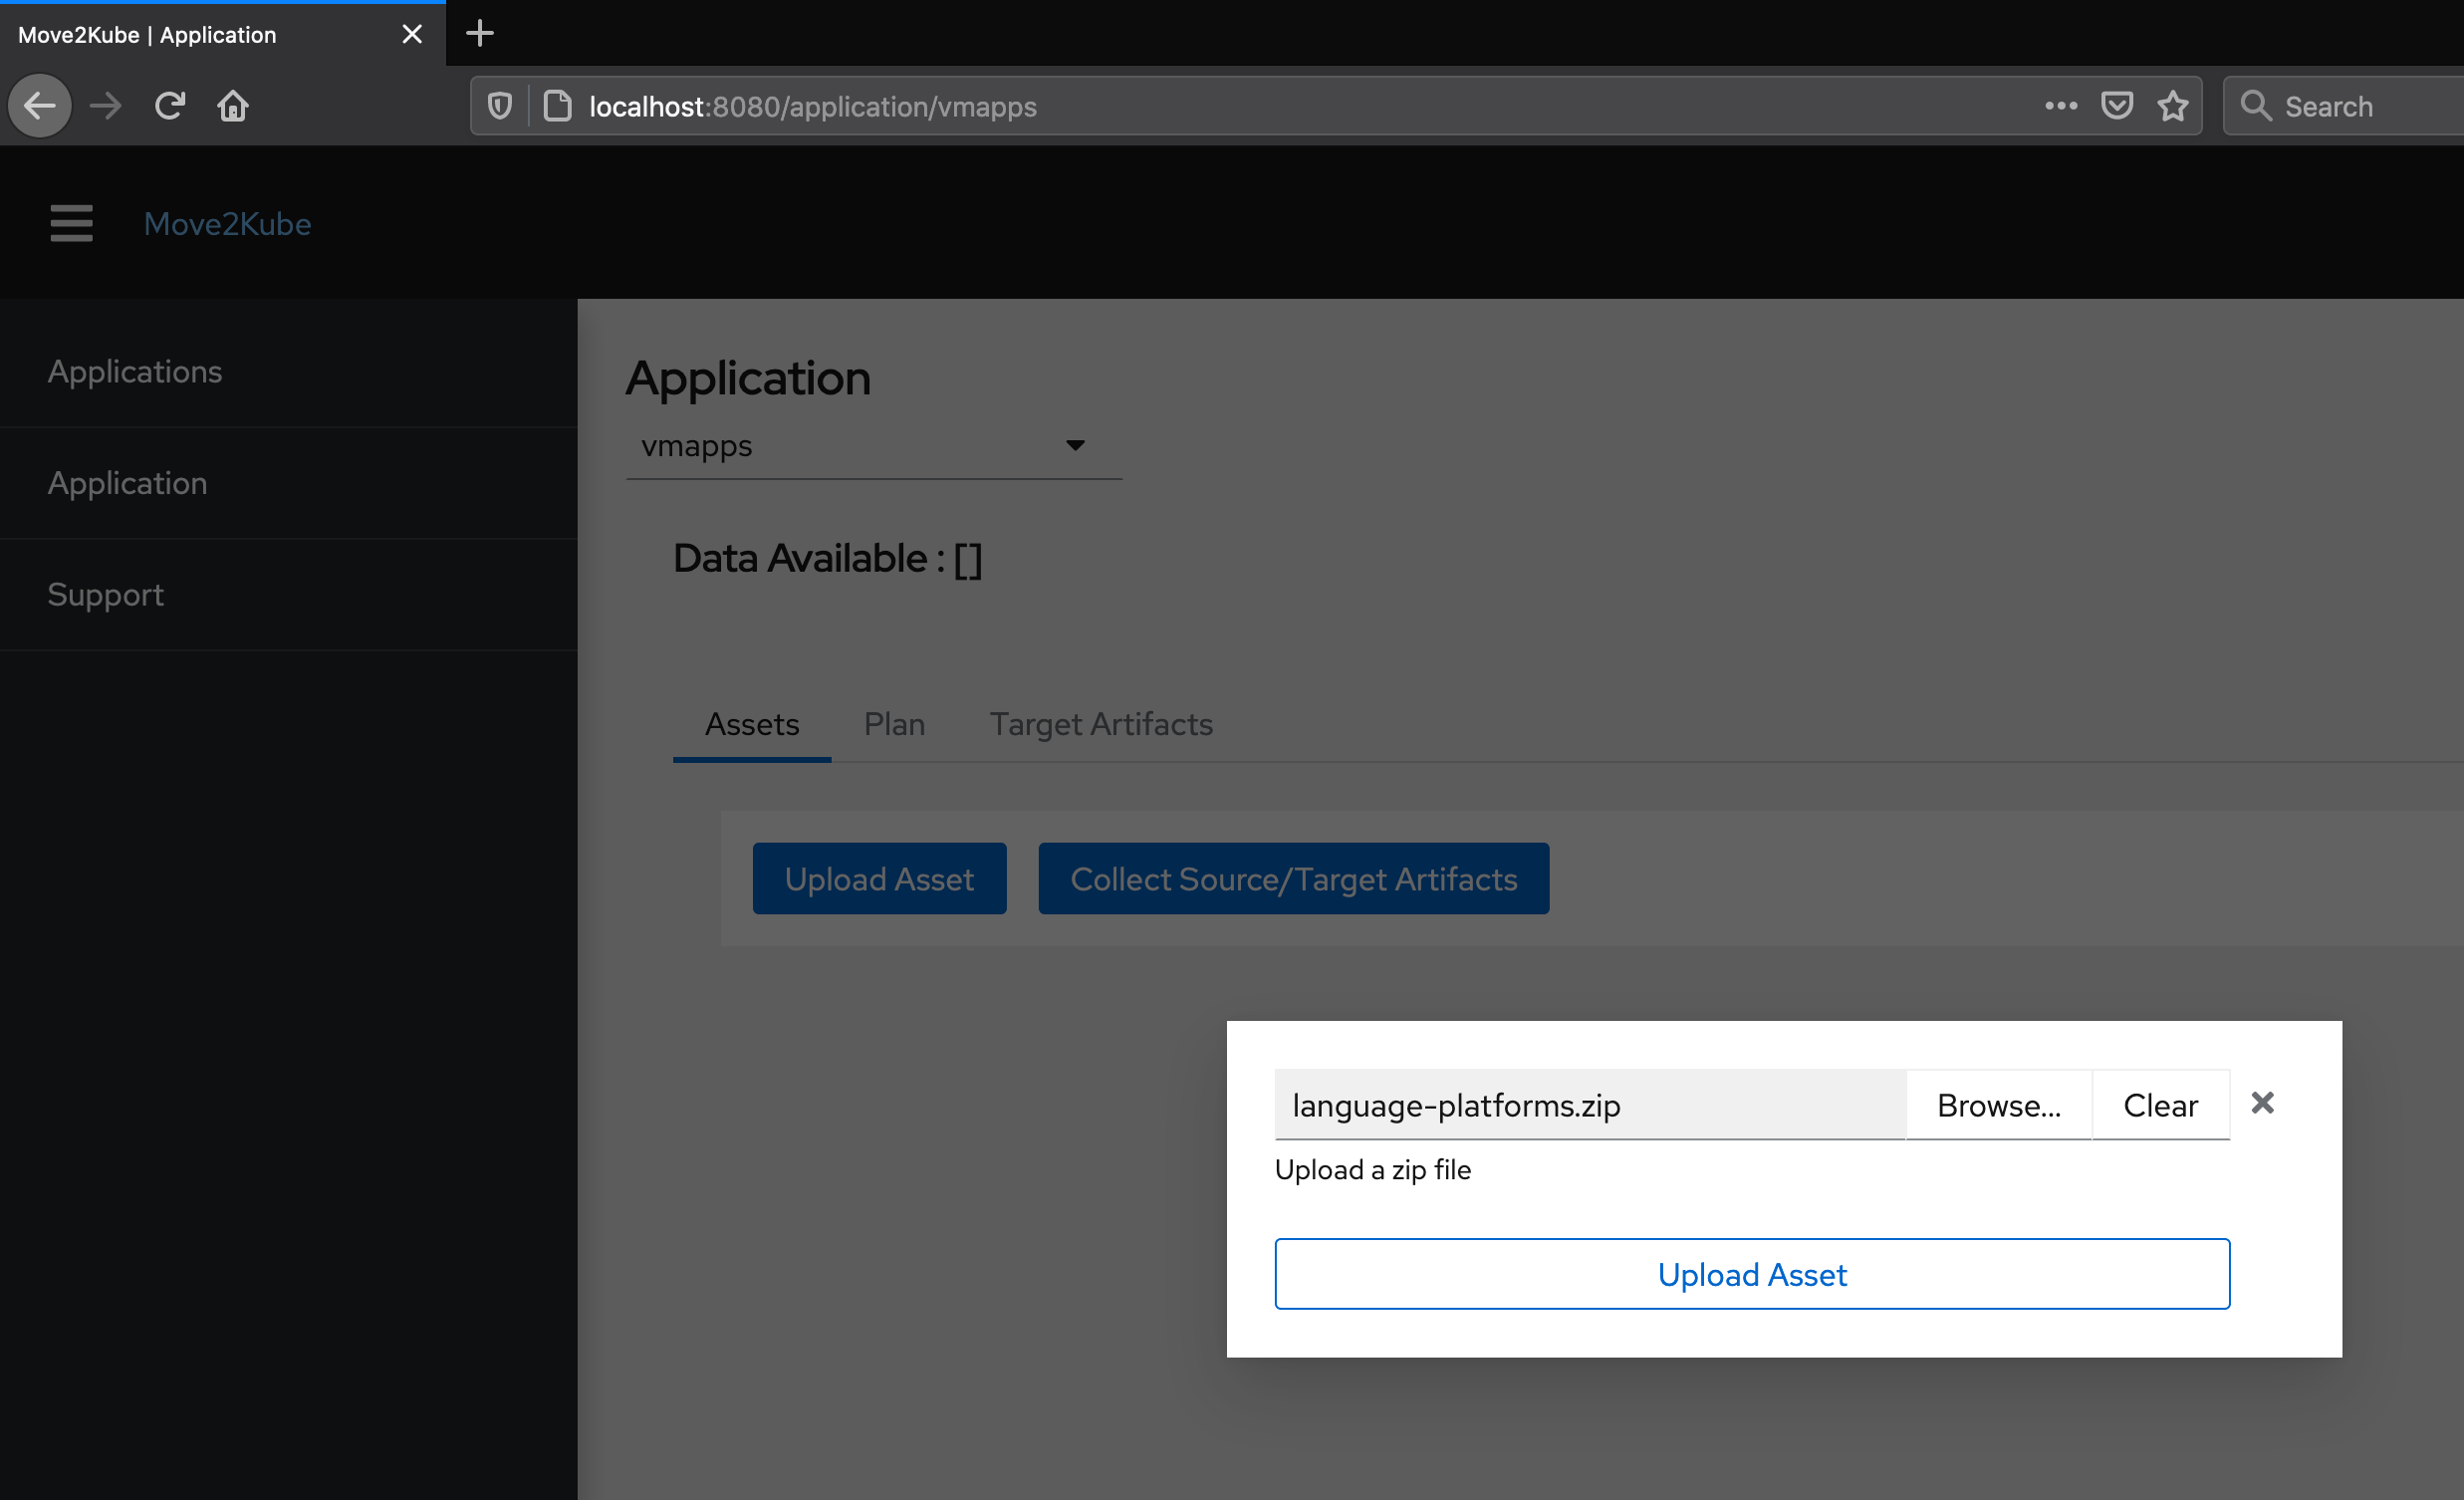 Move2Kube | Application
localhost:8080/application/vmapps
Search
Move2Kube
Applications
Application
Support
Application
vmapps
Data Available : []
Assets Plan Target Artifacts
Upload Asset Collect Source/Target Artifacts
language-platforms.zip Browse... Clear
Upload a zip file
Upload Asset